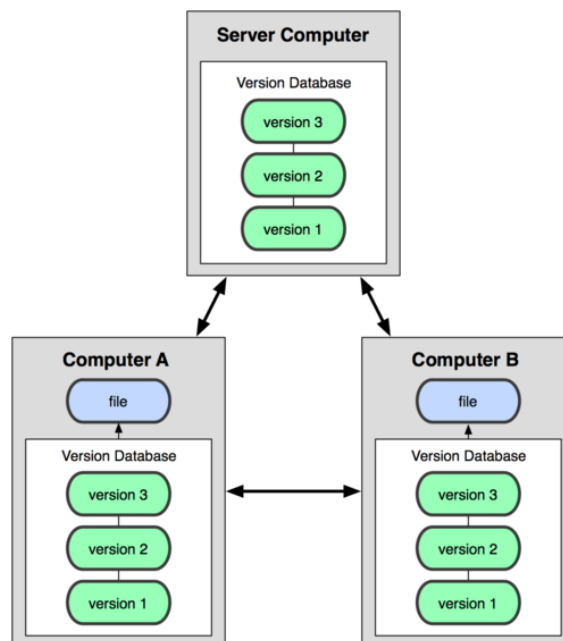 Server Computer
Version Database
version 3
version 2
version 1
Computer A
file
Version Database
version 3
version 2
version 1
Computer B
file
Version Database
version 3
version 2
version 1